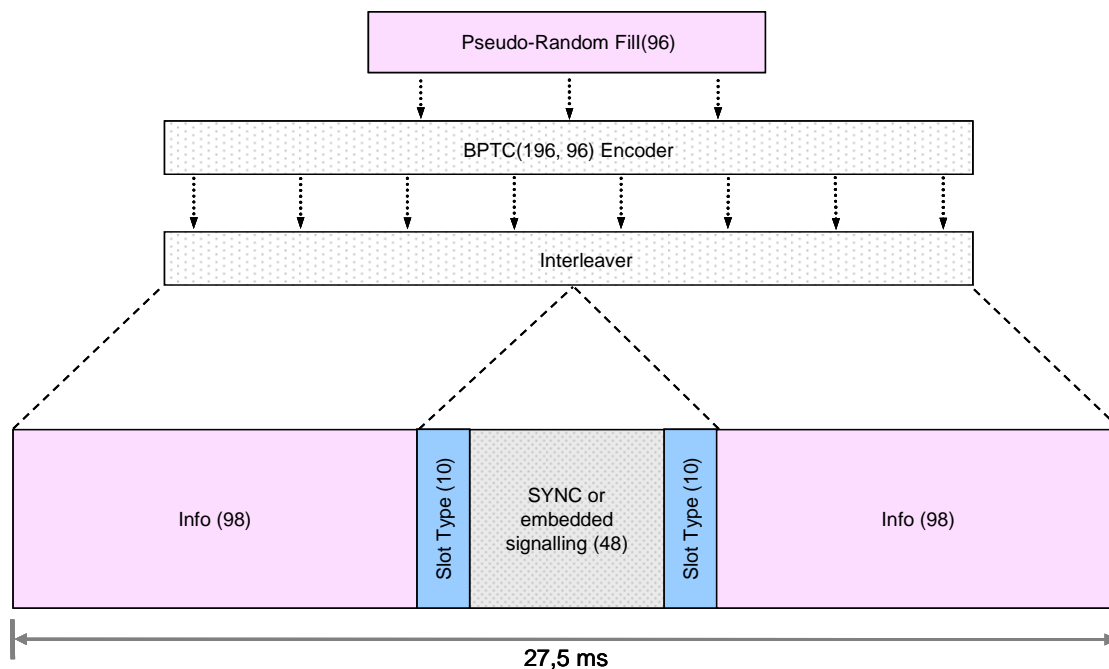 Pseudo-Random Fill(96)
BPTC(196, 96) Encoder
Interleaver
Info (98)
Slot Type (10)
SYNC or
embedded
signalling (48)
Slot Type (10)
Info (98)
27,5 ms